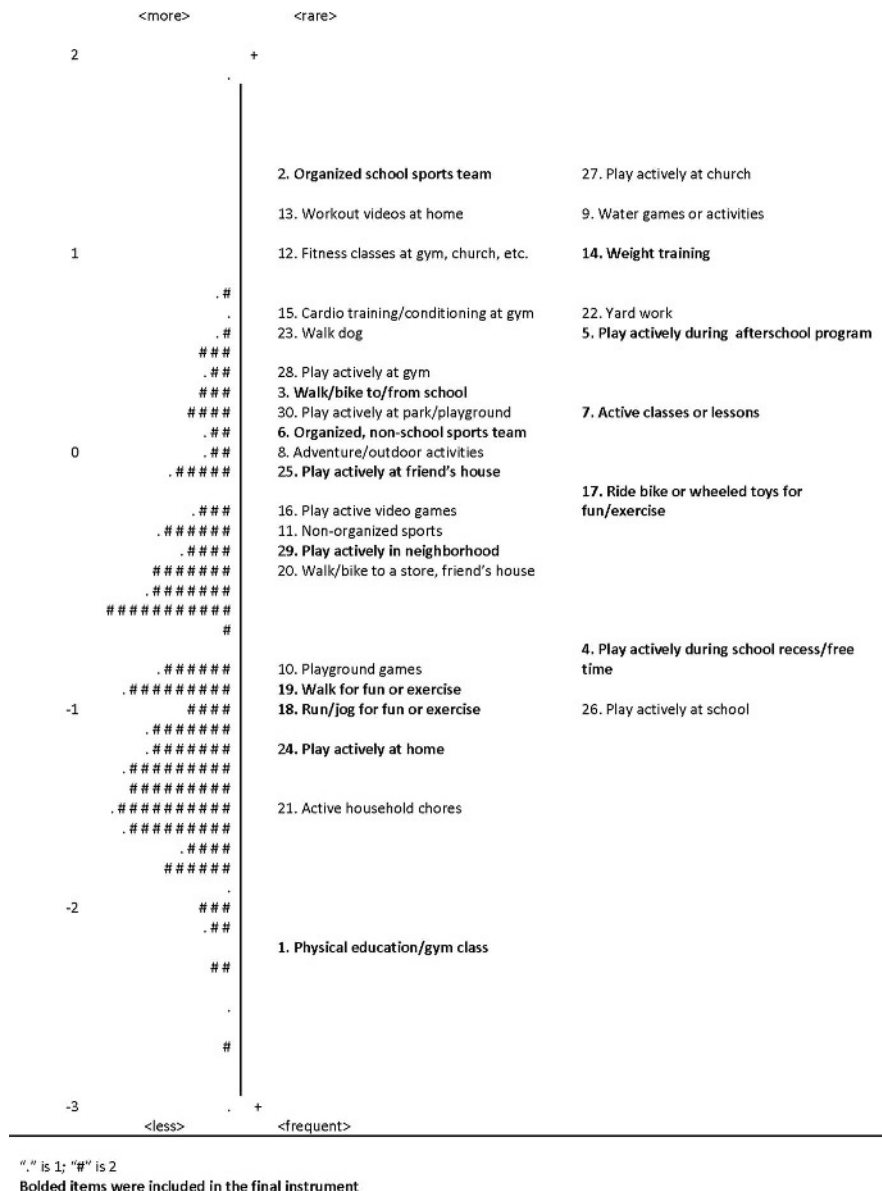 <more> <rare>
2 +
.
2. Organized school sports team 27. Play actively at church
13. Workout videos at home 9. Water games or activities
1 12. Fitness classes at gym, church, etc. 14. Weight training
.#
. 15. Cardio training/conditioning at gym 22. Yard work
.# 23. Walk dog 5. Play actively during afterschool program
###
.## 28. Play actively at gym
### 3. Walk/bike to/from school
#### 30. Play actively at park/playground 7. Active classes or lessons
.## 6. Organized, non-school sports team
0 .## 8. Adventure/outdoor activities
.##### 25. Play actively at friend's house
17. Ride bike or wheeled toys for
.### 16. Play active video games fun/exercise
.###### 11. Non-organized sports
.#### 29. Play actively in neighborhood
####### 20. Walk/bike to a store, friend's house
.#######
###########
#
4. Play actively during school recess/free
.###### 10. Playground games time
.######### 19. Walk for fun or exercise
-1 #### 18. Run/jog for fun or exercise 26. Play actively at school
.#######
.####### 24. Play actively at home
.#########
#########
.########## 21. Active household chores
.#########
.####
######
.
-2 ###
.##
1. Physical education/gym class
##
.
#
-3 . +
<less> <frequent>
"." is 1; "#" is 2
Bolded items were included in the final instrument